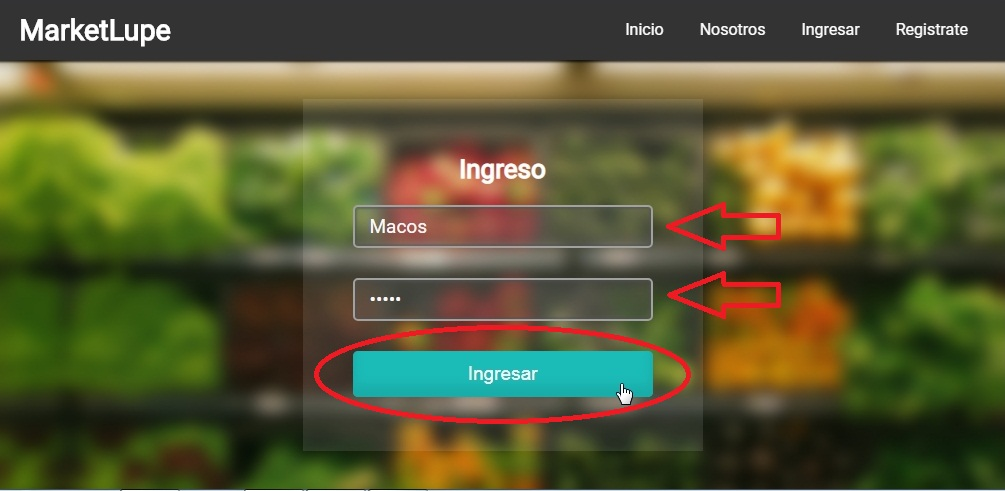 MarketLupe
Inicio Nosotros Ingresar Registrate
Ingreso
Macos
•••••
Ingresar